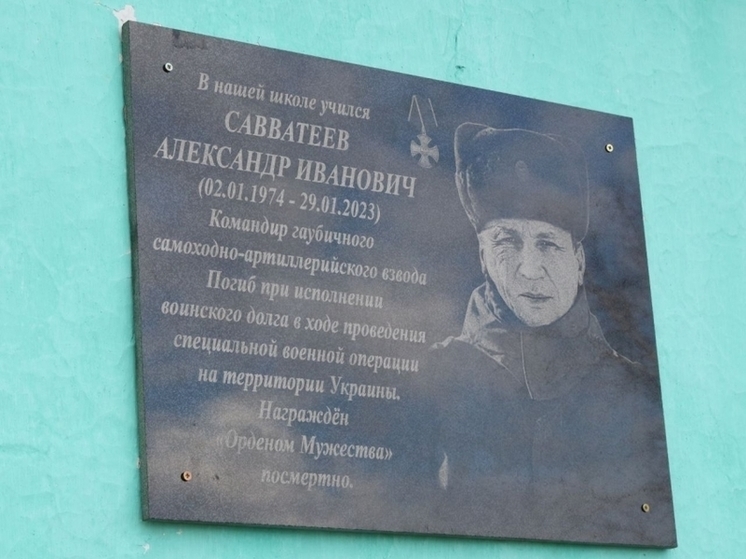 В нашей школе учился
САВВАТЕЕВ
АЛЕКСАНДР ИВАНОВИЧ
(02.01.1974 - 29.01.2023)
Командир гаубичного
самоходно-артиллерийского взвода
Погиб при исполнении
воинского долга в ходе проведения
специальной военной операции
на территории Украины.
Награждён
«Орденом Мужества»
посмертно.